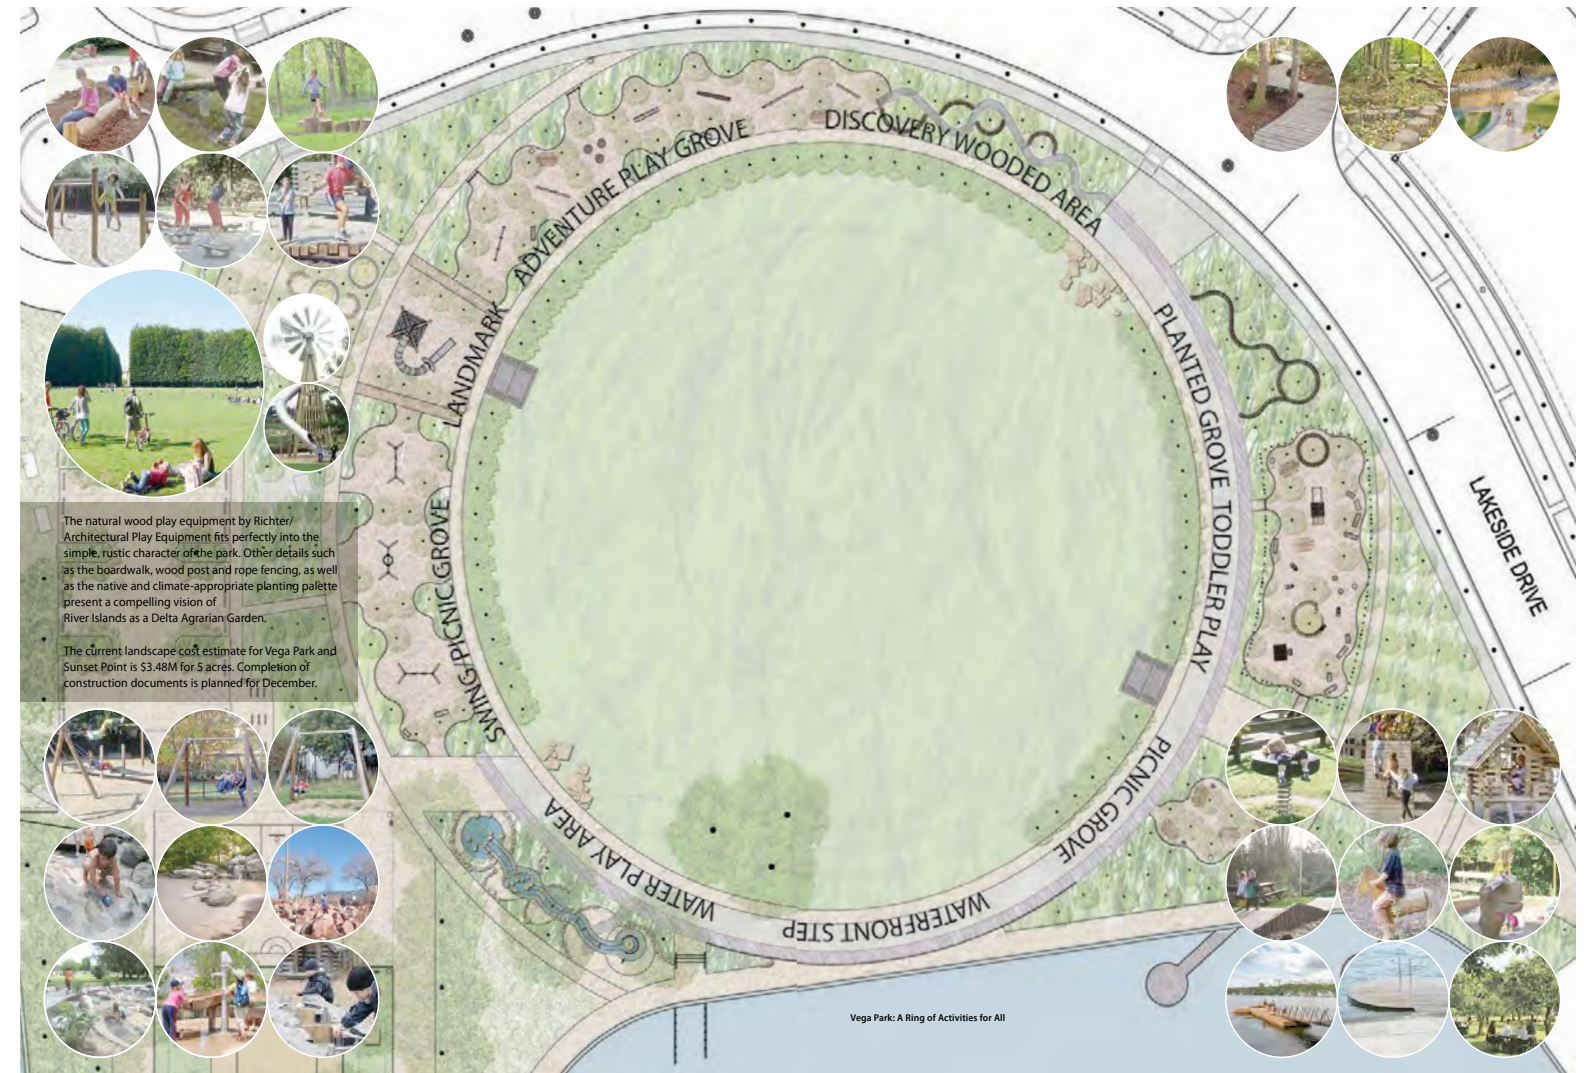 DISCOVERY WOODED AREA
ADVENTURE PLAY GROVE
LANDMARK
PLANTED GROVE
TODDLER PLAY
LAKESIDE DRIVE
The natural wood play equipment by Richter/
Architectural Play Equipment fits perfectly into the
simple, rustic character of the park. Other details such
as the boardwalk, wood post and rope fencing, as well
as the native and climate-appropriate planting palette
present a compelling vision of
River Islands as a Delta Agrarian Garden.
The current landscape cost estimate for Vega Park and
Sunset Point is $3.48M for 5 acres. Completion of
construction documents is planned for December.
SWING/PICNIC GROVE
PICNIC GROVE
WATER PLAY AREA
WATERFRONT STEP
Vega Park: A Ring of Activities for All